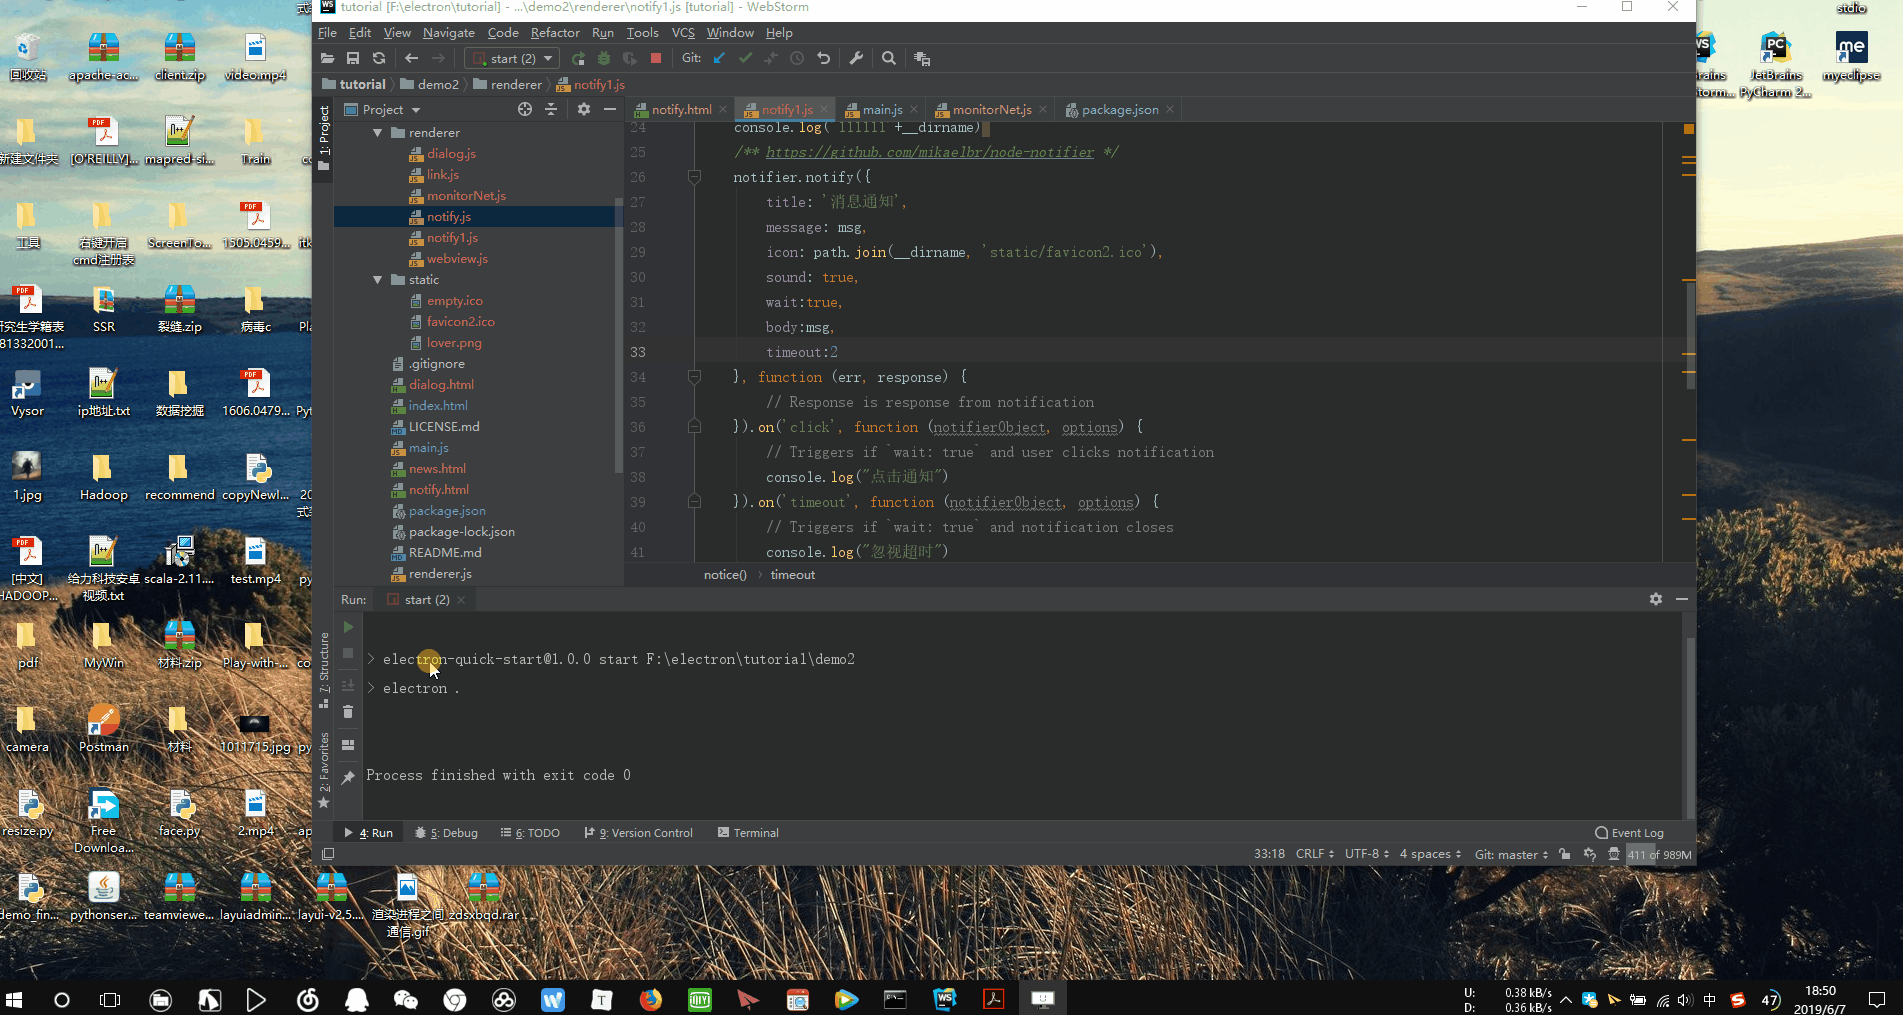 tutorial [F:\electron\tutorial] - ...\demo2\renderer\notify1.js [tutorial] - WebStorm
File Edit View Navigate Code Refactor Run Tools VCS Window Help
start (2) Git:
tutorial demo2 renderer notify1.js
Project
notify.html notify1.js main.js monitorNet.js package.json
1: Project
renderer
dialog.js
link.js
monitorNet.js
notify.js
notify1.js
webview.js
static
empty.ico
favicon2.ico
lover.png
.gitignore
dialog.html
index.html
LICENSE.md
main.js
news.html
notify.html
package.json
package-lock.json
README.md
renderer.js
24 console.log('111111'+__dirname)
25 /** https://github.com/mikaelbr/node-notifier */
26 notifier.notify({
27 title: '消息通知',
28 message: msg,
29 icon: path.join(__dirname, 'static/favicon2.ico'),
30 sound: true,
31 wait:true,
32 body:msg,
33 timeout:2
34 }, function (err, response) {
35 // Response is response from notification
36 }).on('click', function (notifierObject, options) {
37 // Triggers if `wait: true` and user clicks notification
38 console.log("点击通知")
39 }).on('timeout', function (notifierObject, options) {
40 // Triggers if `wait: true` and notification closes
41 console.log("忽视超时")
notice() timeout
Run: start (2)
7: Structure
2: Favorites
> electron-quick-start@1.0.0 start F:\electron\tutorial\demo2
> electron .
Process finished with exit code 0
4: Run 5: Debug 6: TODO 9: Version Control Terminal Event Log
33:18 CRLF UTF-8 4 spaces Git: master 411 of 989M
回收站 apache-ac... client.zip video.mp4
新建文件夹 [O'REILLY]... mapred-si... Train
工具 右键开启 ScreenTo... 1505.0459...
cmd注册表
研究生学籍表 SSR 裂缝.zip 病毒c
81332001...
Vysor ip地址.txt 数据挖掘 1606.0479...
1.jpg Hadoop recommend copyNewl...
[中文] 给力科技安卓 scala-2.11.... test.mp4
HADOOP... 视频.txt
pdf MyWin 材料.zip Play-with-...
camera Postman 材料 1011715.jpg
resize.py Free face.py 2.mp4
Downloa...
demo_fin... pythonser... teamviewe... layuiadmin... layui-v2.5.... 渲染进程之间 zdsxbqd.rar
通信.gif
stdio
JetBrains myeclipse
PyCharm 2...
U: 0.38 kB/s
D: 0.36 kB/s
中 47
18:50
2019/6/7